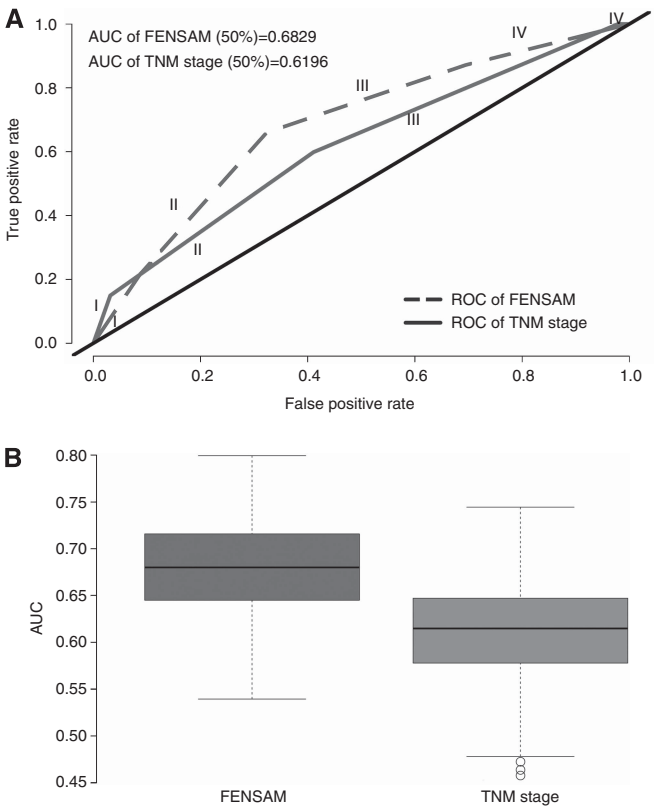 A
AUC of FENSAM (50%)=0.6829
AUC of TNM stage (50%)=0.6196
True positive rate
1.0
0.8
0.6
0.4
0.2
0.0
I
I
II
II
III
III
IV
IV
ROC of FENSAM
ROC of TNM stage
0.0 0.2 0.4 0.6 0.8 1.0
False positive rate
B
AUC
0.80
0.75
0.70
0.65
0.60
0.55
0.50
0.45
FENSAM TNM stage